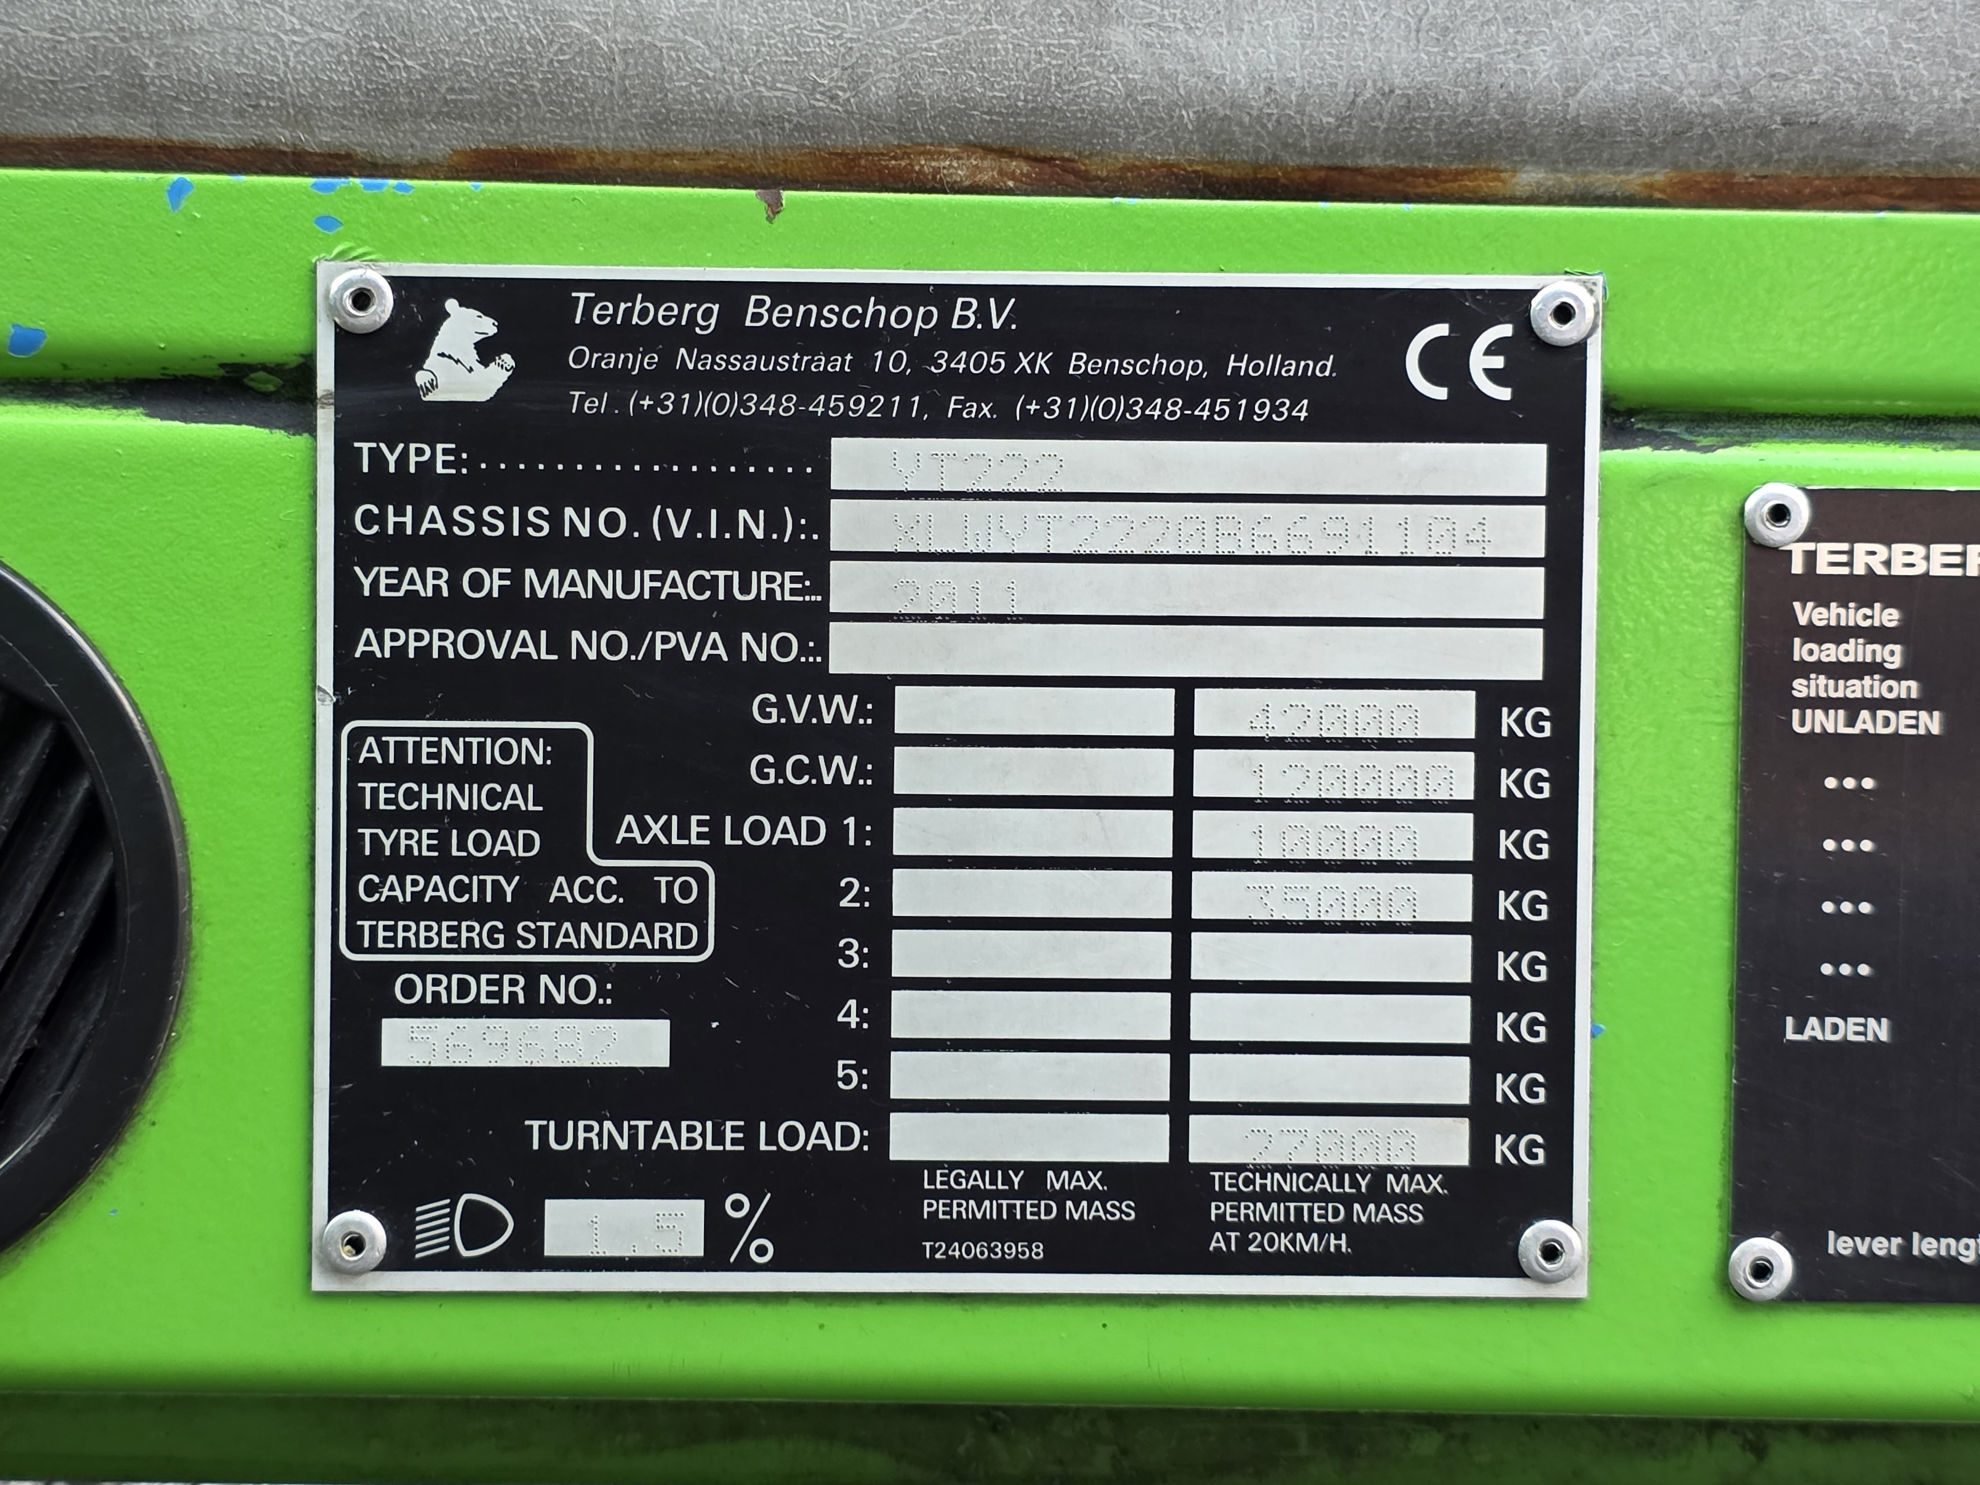 Terberg Benschop B.V.
Oranje Nassaustraat 10, 3405 XK Benschop, Holland.
Tel. (+31)(0)348-459211, Fax. (+31)(0)348-451934
CE
TYPE:.................. YT222
CHASSIS NO. (V.I.N.):. XLWYT2220B6691104
YEAR OF MANUFACTURE:... 2011
APPROVAL NO./PVA NO.:..
G.V.W.: 42000 KG
G.C.W.: 120000 KG
AXLE LOAD 1: 10000 KG
2: 35000 KG
3: KG
4: KG
5: KG
TURNTABLE LOAD: 27000 KG
ATTENTION:
TECHNICAL
TYRE LOAD
CAPACITY ACC. TO
TERBERG STANDARD
ORDER NO.:
569682
1.5 %
LEGALLY MAX.
PERMITTED MASS
T24063958
TECHNICALLY MAX.
PERMITTED MASS
AT 20KM/H.
Vehicle
loading
situation
UNLADEN
•••
•••
•••
•••
LADEN
lever